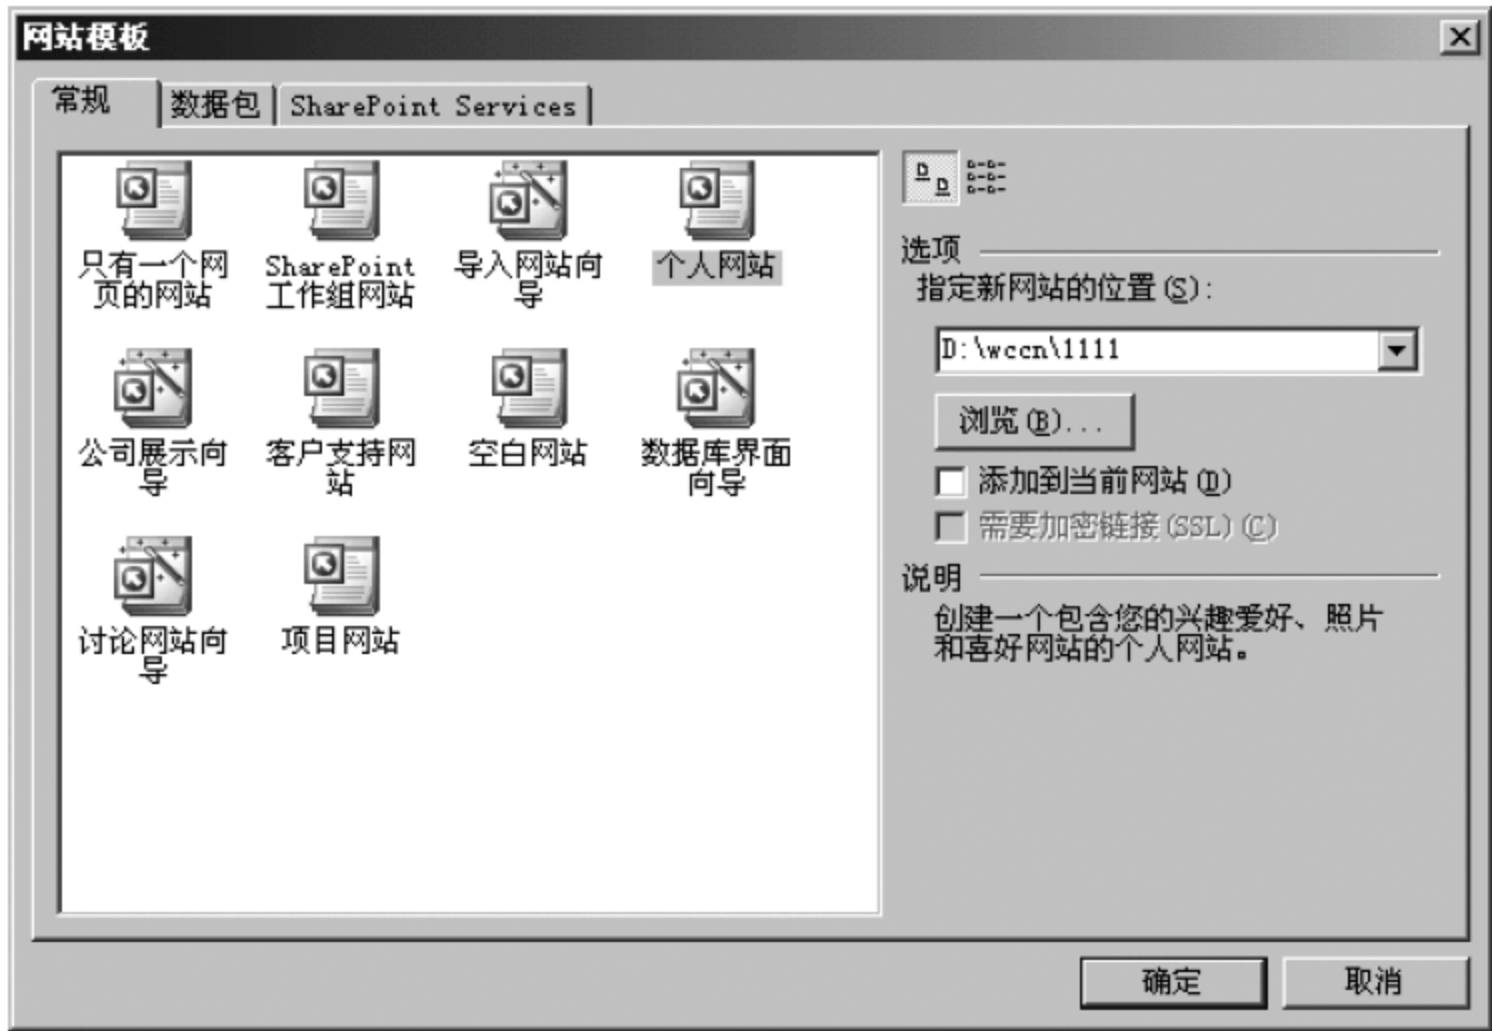 网站模板
常规
数据包
SharePoint Services
只有一个网
页的网站
SharePoint
工作组网站
导入网站向
导
个人网站
公司展示向
导
客户支持网
站
空白网站
数据库界面
向导
讨论网站向
导
项目网站
选项
指定新网站的位置(S):
D:\wccn\1111
浏览(B)...
添加到当前网站(D)
需要加密链接(SSL)(C)
说明
创建一个包含您的兴趣爱好、照片
和喜好网站的个人网站。
确定
取消